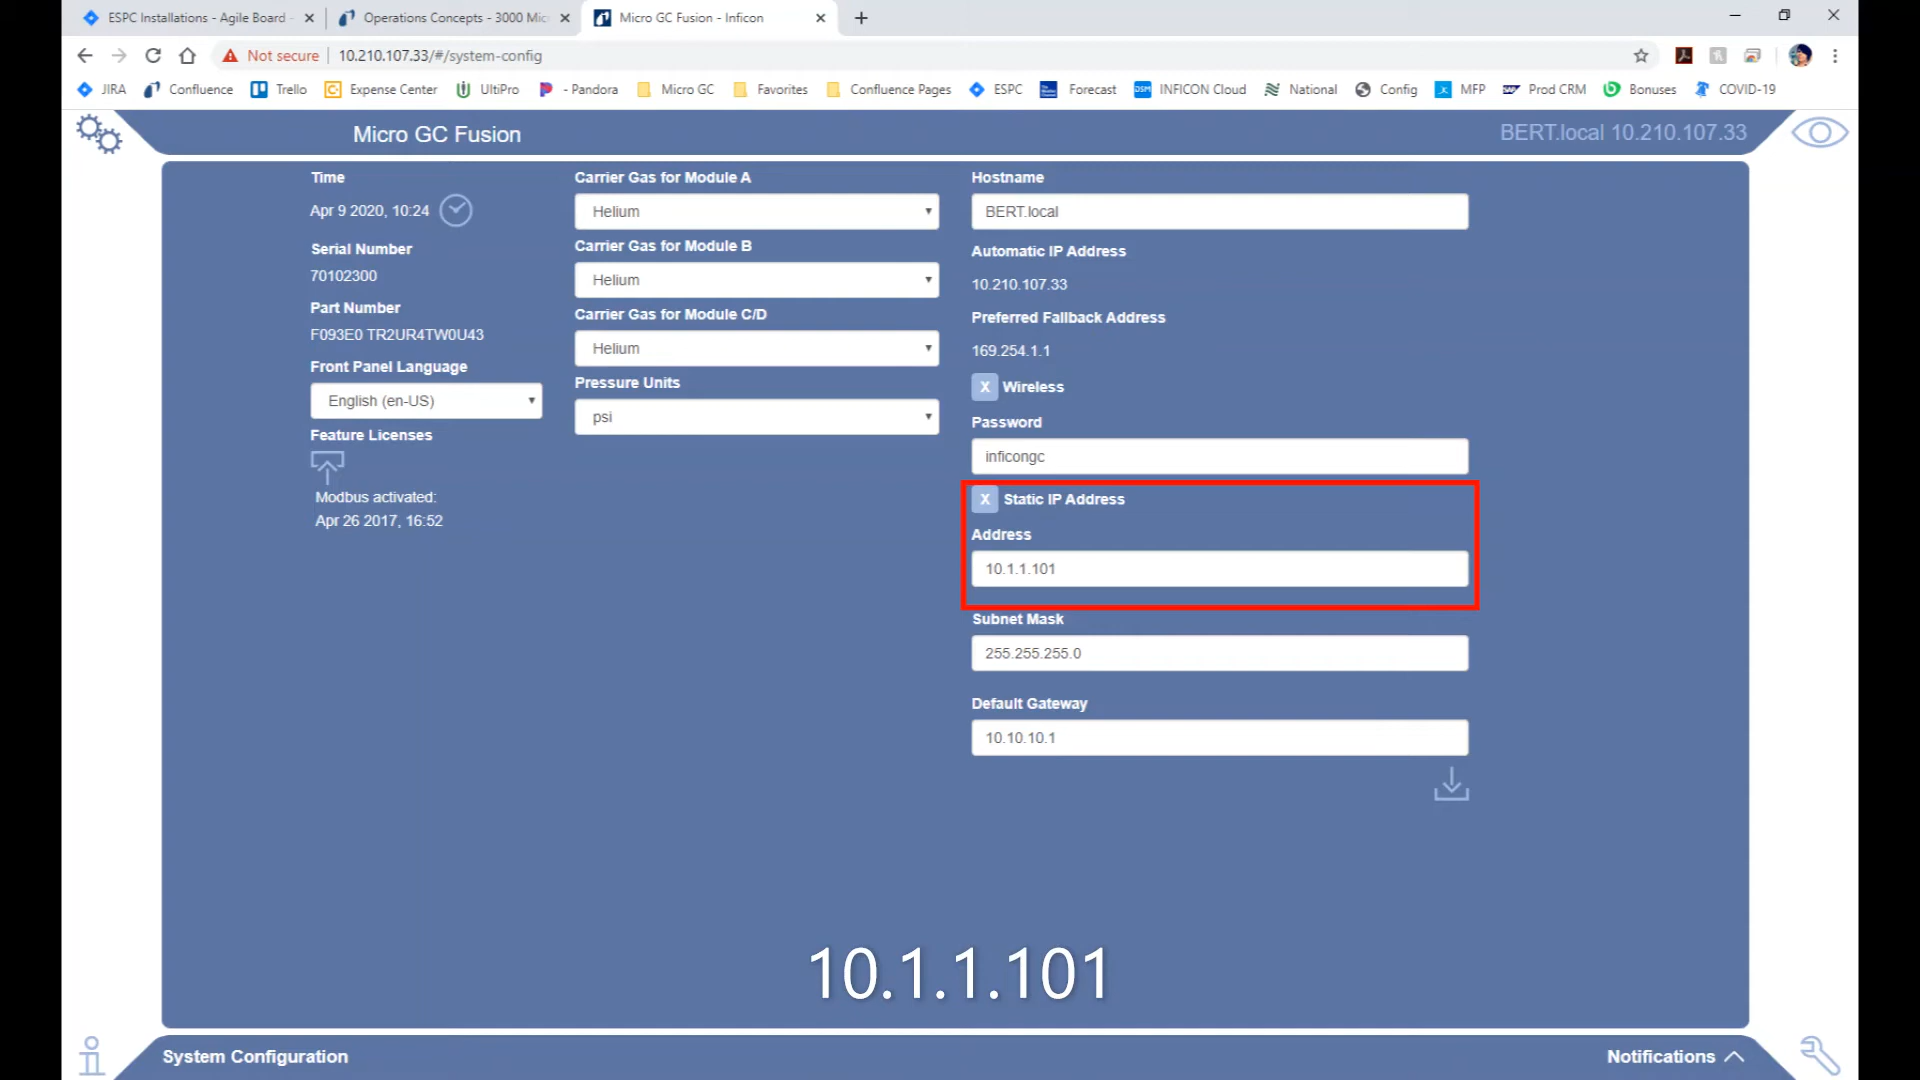 ESPC Installations - Agile Board -
Operations Concepts - 3000 Mic
Micro GC Fusion - Inficon
Not secure
10.210.107.33/#/system-config
JIRA
Confluence
Trello
Expense Center
UltiPro
- Pandora
Micro GC
Favorites
Confluence Pages
ESPC
Forecast
INFICON Cloud
National
Config
MFP
Prod CRM
Bonuses
COVID-19
Micro GC Fusion
BERT.local 10.210.107.33
Time
Apr 9 2020, 10:24
Serial Number
70102300
Part Number
F093E0 TR2UR4TW0U43
Front Panel Language
English (en-US)
Feature Licenses
Modbus activated:
Apr 26 2017, 16:52
Carrier Gas for Module A
Helium
Carrier Gas for Module B
Helium
Carrier Gas for Module C/D
Helium
Pressure Units
psi
Hostname
BERT.local
Automatic IP Address
10.210.107.33
Preferred Fallback Address
169.254.1.1
X Wireless
Password
inficongc
X Static IP Address
Address
10.1.1.101
Subnet Mask
255.255.255.0
Default Gateway
10.10.10.1
10.1.1.101
System Configuration
Notifications